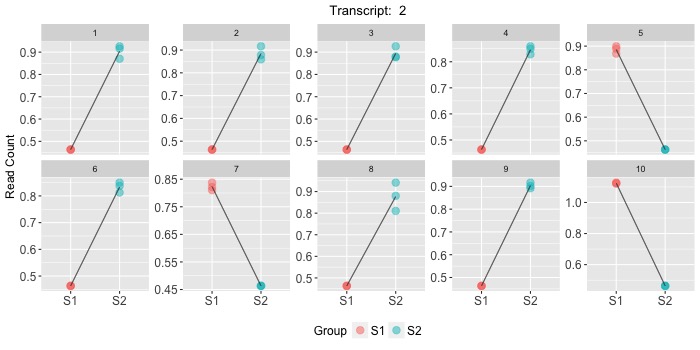 Transcript: 2
1 2 3 4 5
0.9 0.9 0.9 0.8 0.9
0.8 0.8 0.8 0.7 0.8
0.7 0.7 0.7 0.6 0.7
0.6 0.6 0.6 0.5 0.6
0.5 0.5 0.5 0.5
Read Count
6 7 8 9 10
0.8 0.85 0.9 0.9 1.0
0.7 0.75 0.8 0.8 0.8
0.6 0.65 0.7 0.7 0.6
0.5 0.55 0.6 0.6
0.45 0.5 0.5
S1 S2 S1 S2 S1 S2 S1 S2 S1 S2
Group S1 S2